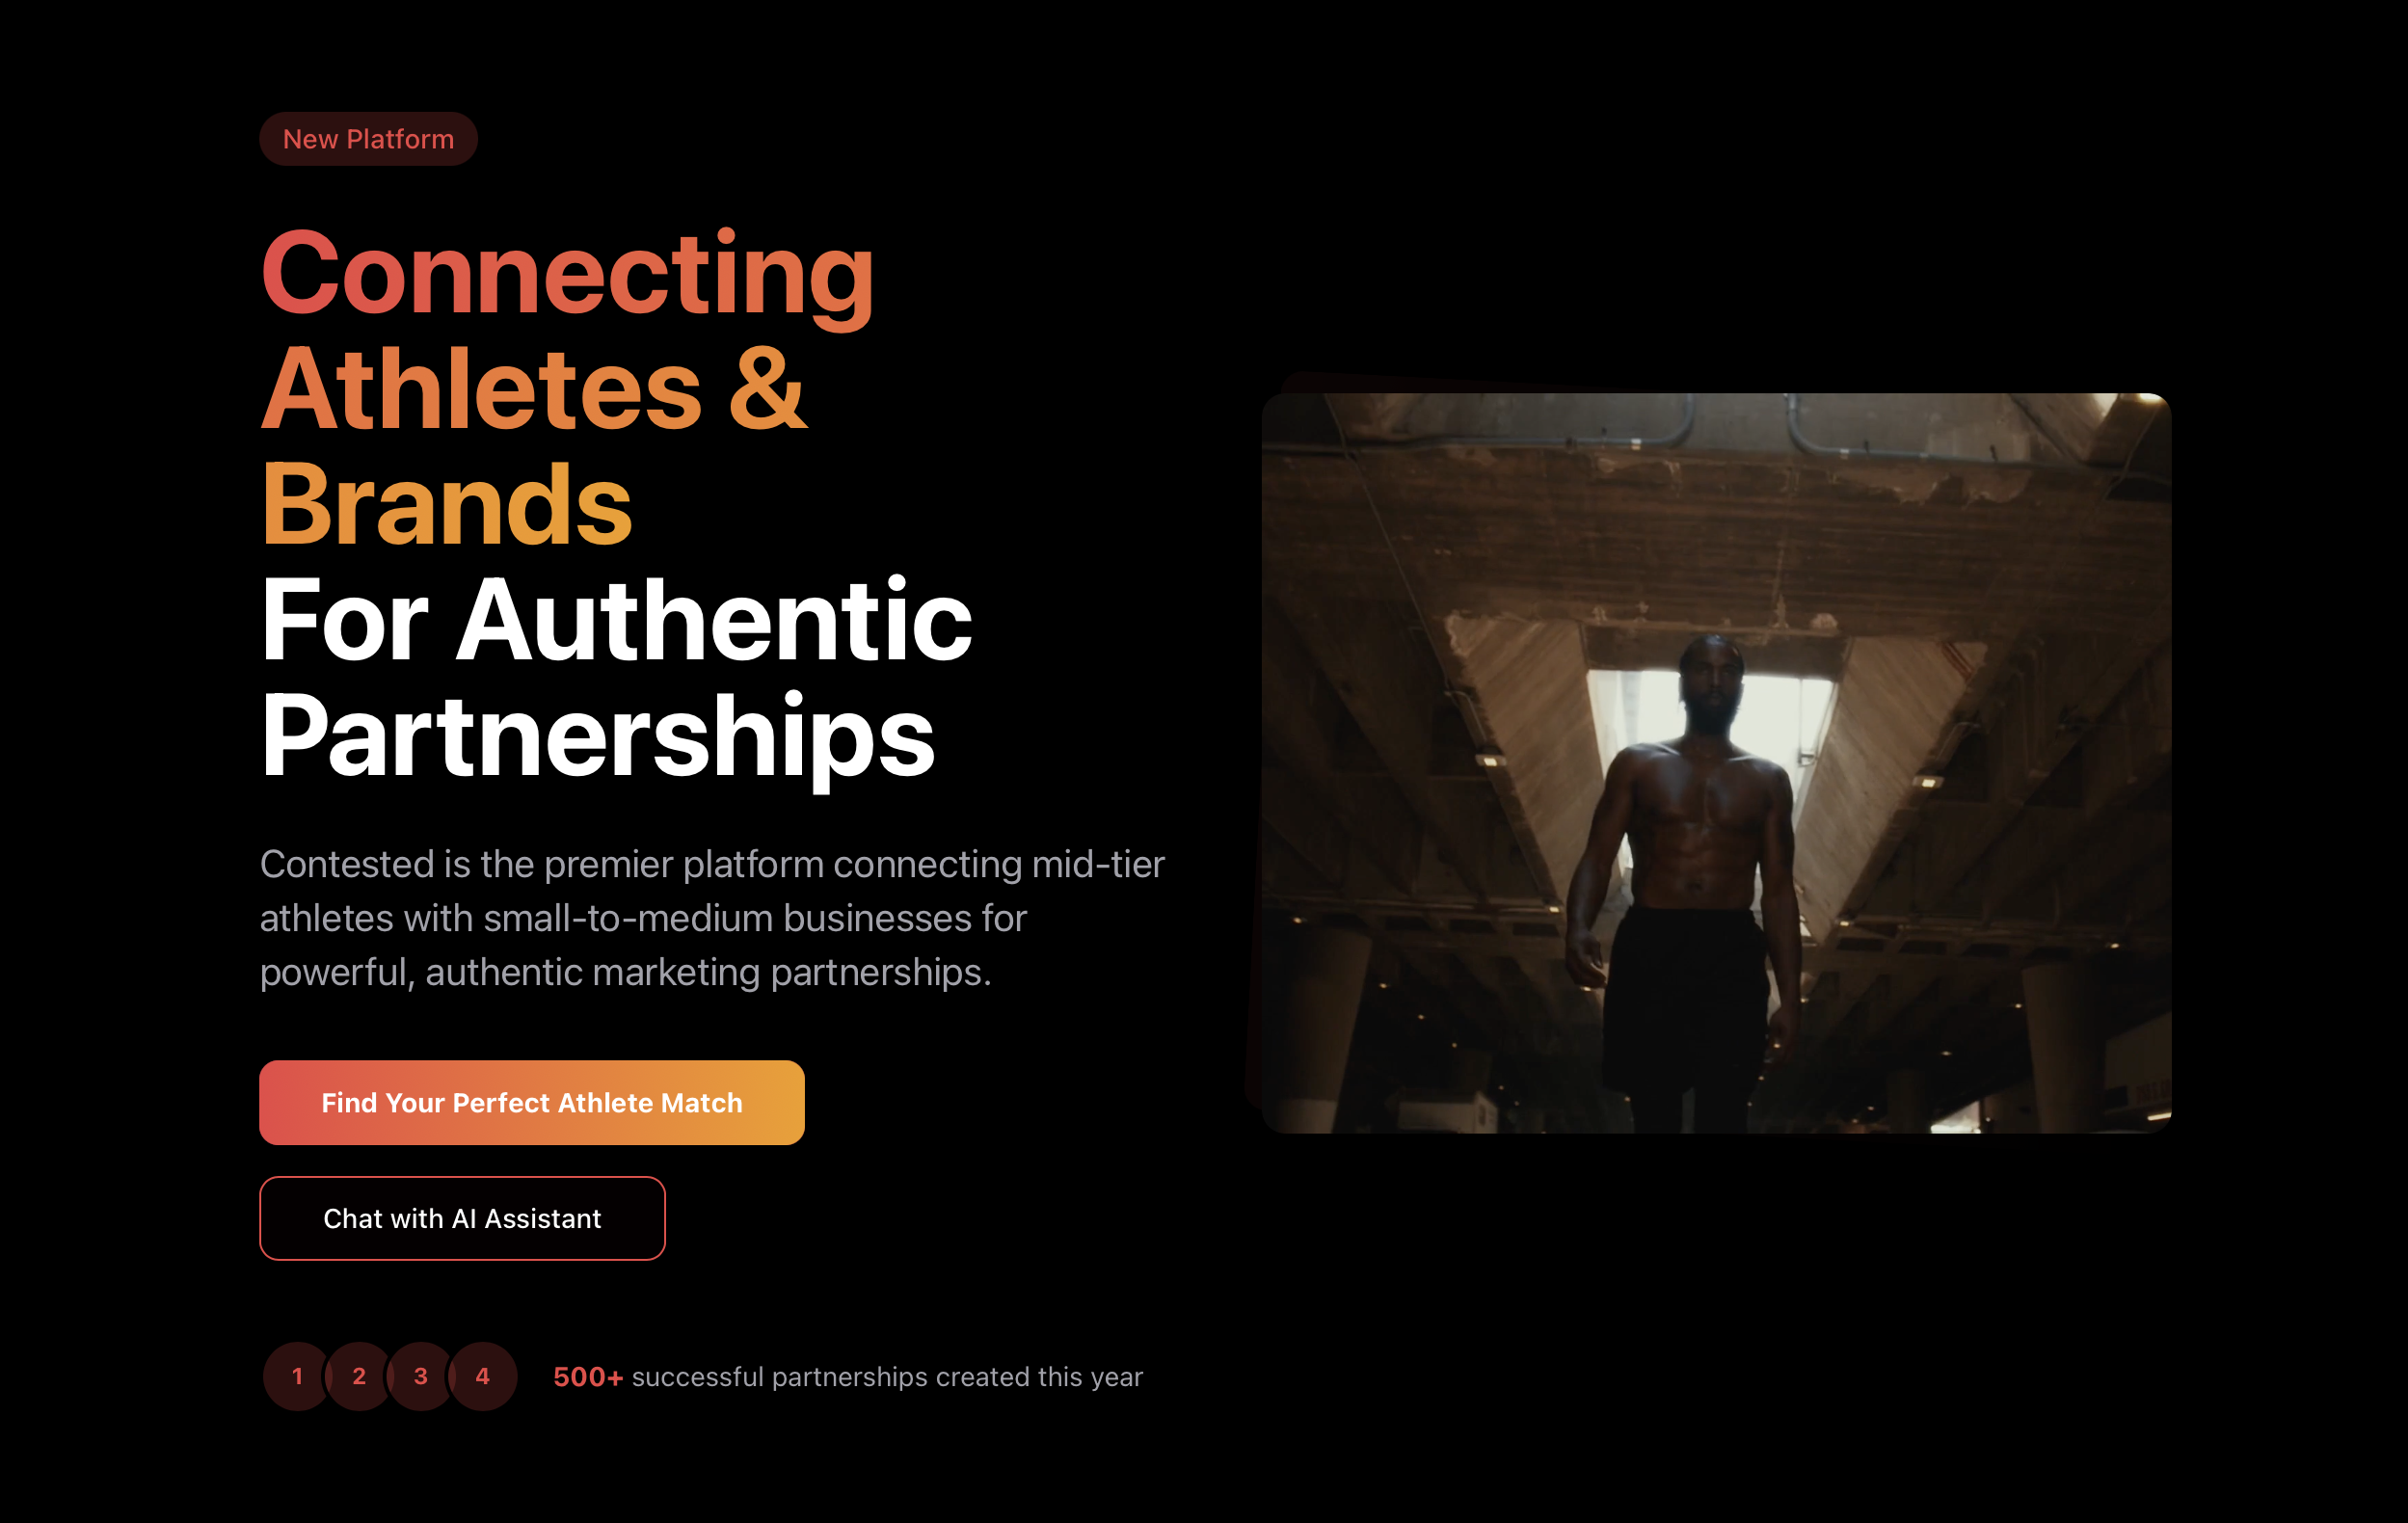 New Platform
Connecting
Athletes &
Brands
For Authentic
Partnerships
Contested is the premier platform connecting mid-tier
athletes with small-to-medium businesses for
powerful, authentic marketing partnerships.
Find Your Perfect Athlete Match
Chat with AI Assistant
1 2 3 4 500+ successful partnerships created this year